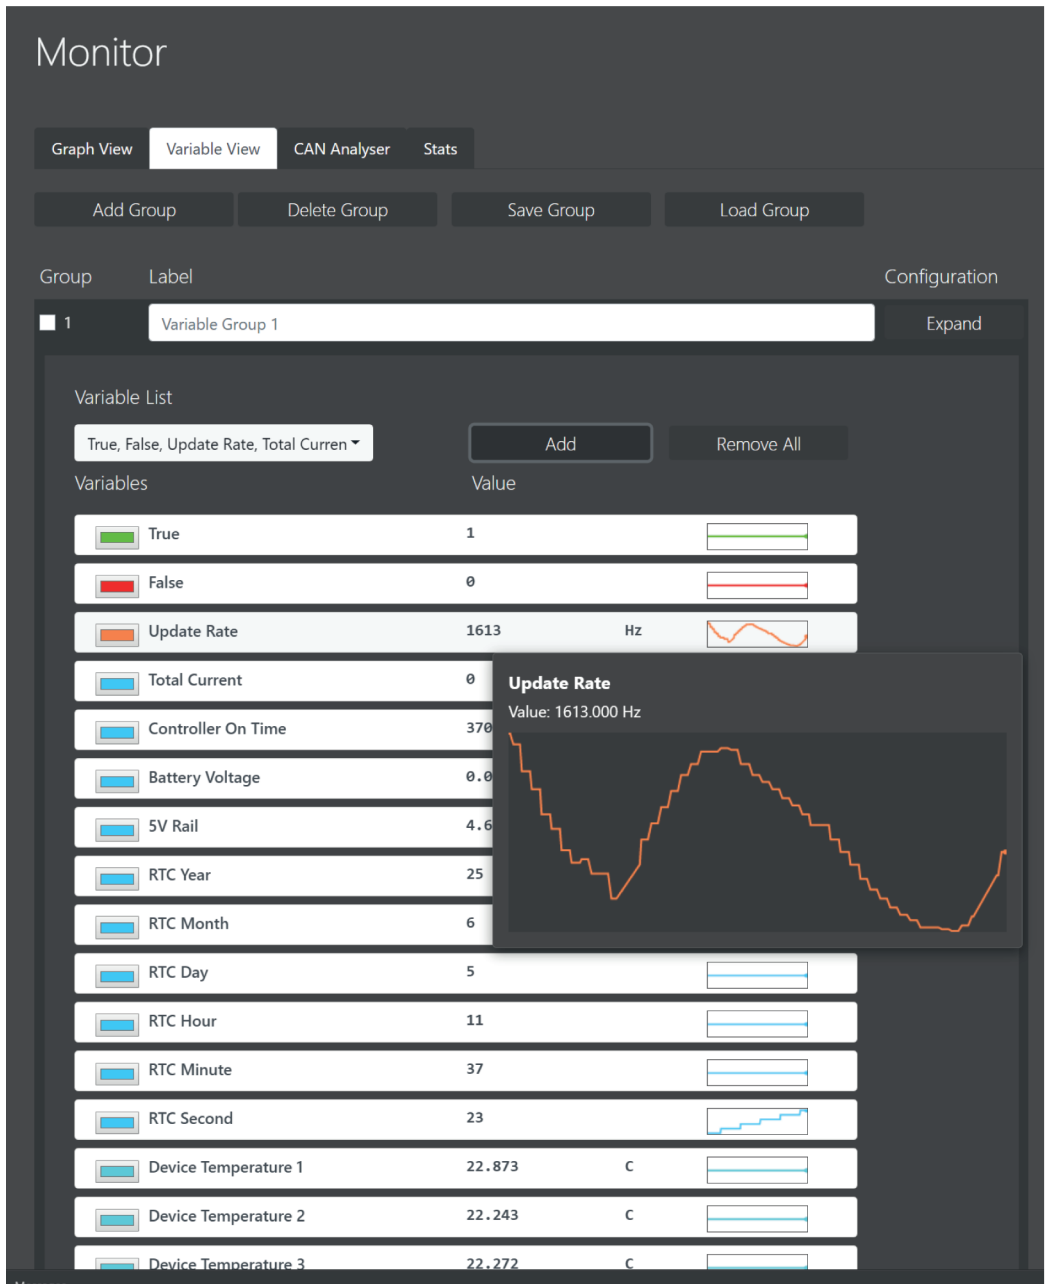 Monitor
Graph View Variable View CAN Analyser Stats
Add Group Delete Group Save Group Load Group
Group Label Configuration
1 Variable Group 1 Expand
Variable List
True, False, Update Rate, Total Curren Add Remove All
Variables Value
True 1
False 0
Update Rate 1613 Hz
Total Current 0
Update Rate
Value: 1613.000 Hz
Controller On Time 370
Battery Voltage 0.0
5V Rail 4.6
RTC Year 25
RTC Month 6
RTC Day 5
RTC Hour 11
RTC Minute 37
RTC Second 23
Device Temperature 1 22.873 C
Device Temperature 2 22.243 C
Device Temperature 3 22.272 C